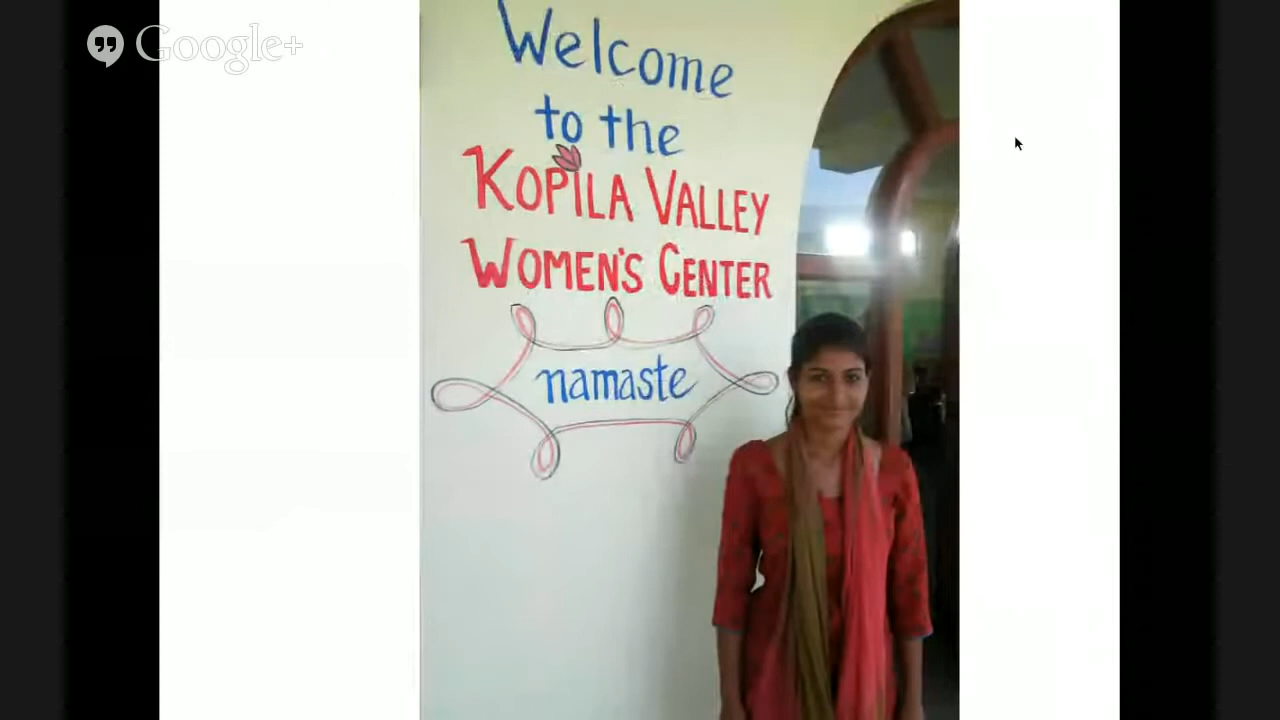 Google+
Welcome
to the
KOPILA VALLEY
WOMEN'S CENTER
namaste